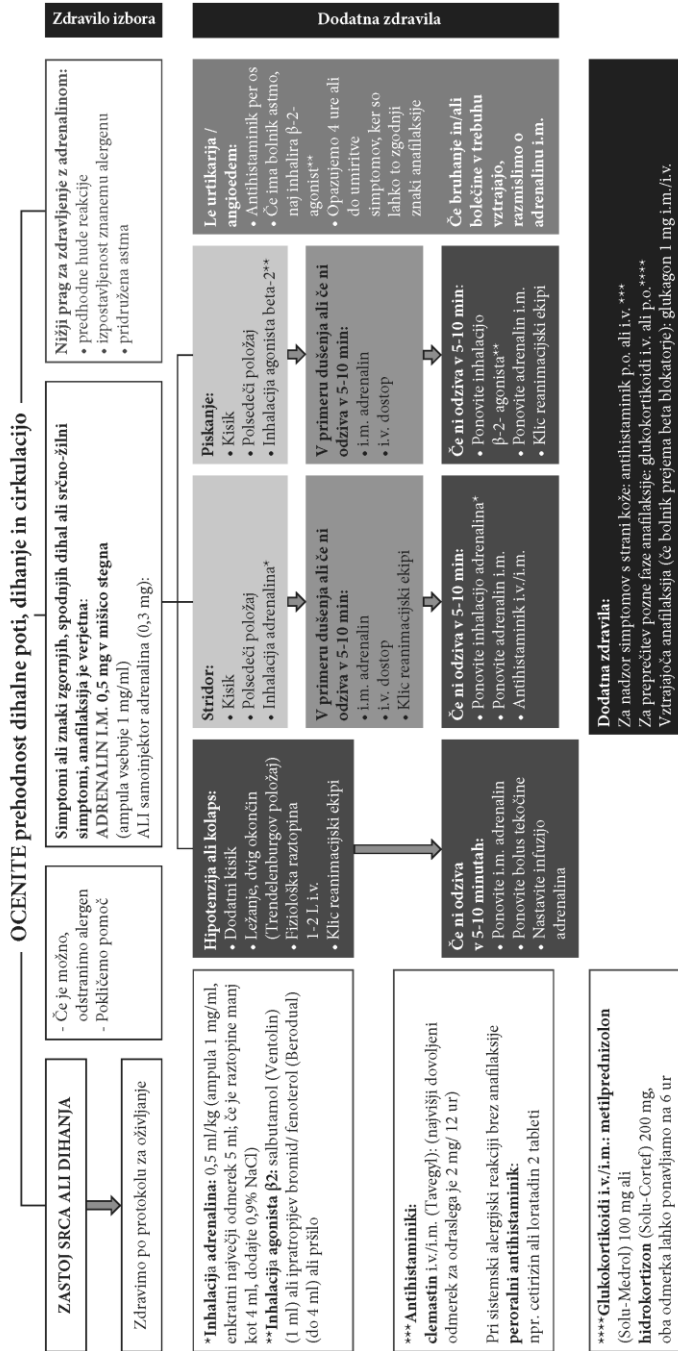 OCENITE prehodnost dihalne poti, dihanje in cirkulacijo
ZASTOJ SRCA ALI DIHANJA
Zdravimo po protokolu za oživljanje
- Če je možno,
odstranimo alergen
- Pokličemo pomoč
Simptomi ali znaki zgornjih, spodnjih dihal ali srčno-žilni
simptomi, anafilaksija je verjetna:
ADRENALIN I.M. 0,5 mg v mišico stegna
(ampula vsebuje 1 mg/ml)
ALI samoinjektor adrenalina (0,3 mg):
Nižji prag za zdravljenje z adrenalinom:
• predhodne hude reakcije
• izpostavljenost znanemu alergenu
• pridružena astma
Zdravilo izbora
*Inhalacija adrenalina: 0,5 ml/kg (ampula 1 mg/ml,
enkratni največji odmerek 5 ml; če je raztopine manj
kot 4 ml, dodajte 0,9% NaCl)
**Inhalacija agonista β2: salbutamol (Ventolin)
(1 ml) ali ipratropijev bromid/ fenoterol (Berodual)
(do 4 ml) ali pršilo
Hipotenzija ali kolaps:
• Dodatni kisik
• Ležanje, dvig okončin
(Trendelenburgov položaj)
• Fiziološka raztopina
1-2 L i.v.
• Klic reanimacijski ekipi
Stridor:
• Kisik
• Polsedeči položaj
• Inhalacija adrenalina*
Piskanje:
• Kisik
• Polsedeči položaj
• Inhalacija agonista beta-2**
Le urtikarija /
angioedem:
• Antihistaminik per os
• Če ima bolnik astmo,
naj inhalira β-2-
agonist**
• Opazujemo 4 ure ali
do umiritve
simptomov, ker so
lahko to zgodnji
znaki anafilaksije
Če bruhanje in/ali
bolečine v trebuhu
vztrajajo,
razmislimo o
adrenalinu i.m.
Dodatna zdravila
V primeru dušenja ali če ni
odziva v 5-10 min:
• i.m. adrenalin
• i.v. dostop
• Klic reanimacijski ekipi
V primeru dušenja ali če ni
odziva v 5-10 min:
• i.m. adrenalin
• i.v. dostop
***Antihistaminiki:
clemastin i.v./i.m. (Tavegyl): (najvišji dovoljeni
odmerek za odraslega je 2 mg/ 12 ur)
Pri sistemski alergijski reakciji brez anafilaksije
peroralni antihistaminik:
npr. cetirizin ali loratadin 2 tableti
Če ni odziva
v 5-10 minutah:
• Ponovite i.m. adrenalin
• Ponovite bolus tekočine
• Nastavite infuzijo
adrenalina
Če ni odziva v 5-10 min:
• Ponovite inhalacijo adrenalina*
• Ponovite adrenalin i.m.
• Antihistaminik i.v./i.m.
Če ni odziva v 5-10 min:
• Ponovite inhalacijo
β-2- agonista**
• Ponovite adrenalin i.m.
• Klic reanimacijski ekipi
****Glukokortikoidi i.v./i.m.: metilprednizolon
(Solu-Medrol) 100 mg ali
hidrokortizon (Solu-Cortef) 200 mg,
oba odmerka lahko ponavljamo na 6 ur
Dodatna zdravila:
Za nadzor simptomov s strani kože: antihistaminik p.o. ali i.v. ***
Za preprečitev pozne faze anafilaksije: glukokortikoidi i.v. ali p.o.****
Vztrajajoča anafilaksija (če bolnik prejema beta blokatorje): glukagon 1 mg i.m./i.v.